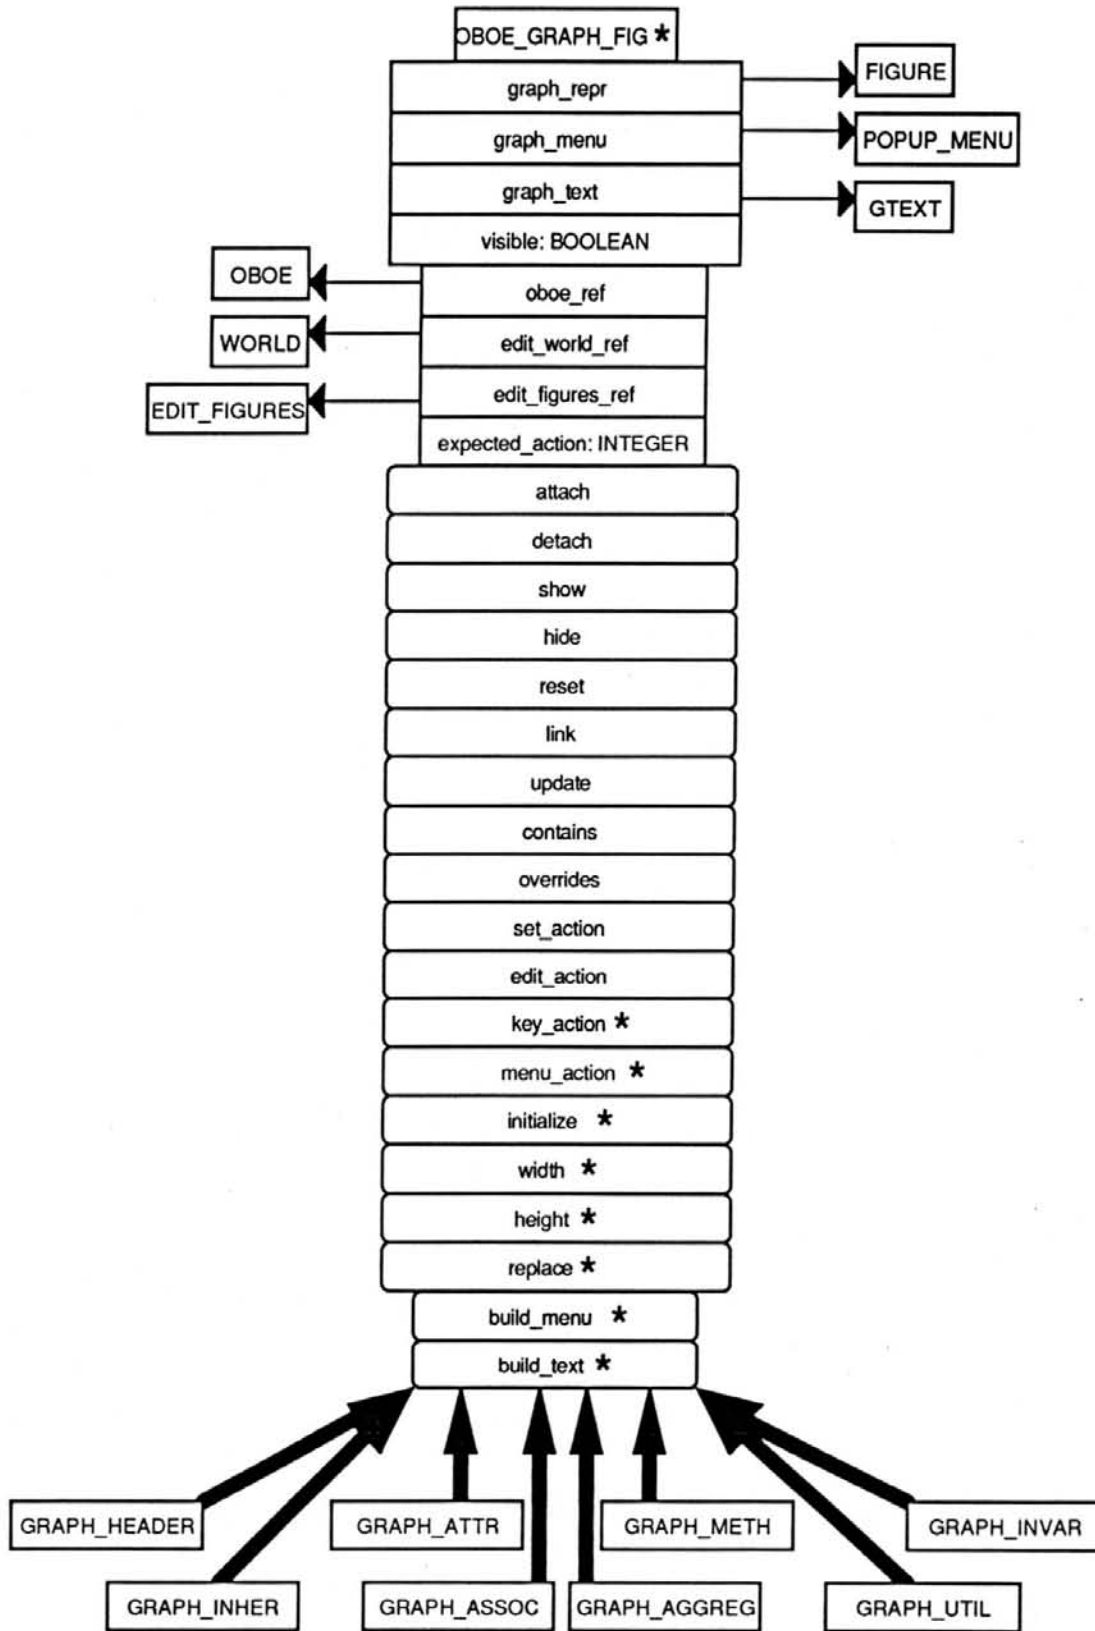 OBOE_GRAPH_FIG *
graph_repr
FIGURE
graph_menu
POPUP_MENU
graph_text
GTEXT
visible: BOOLEAN
OBOE
oboe_ref
WORLD
edit_world_ref
EDIT_FIGURES
edit_figures_ref
expected_action: INTEGER
attach
detach
show
hide
reset
link
update
contains
overrides
set_action
edit_action
key_action *
menu_action *
initialize *
width *
height *
replace *
build_menu *
build_text *
GRAPH_HEADER
GRAPH_ATTR
GRAPH_METH
GRAPH_INVAR
GRAPH_INHER
GRAPH_ASSOC
GRAPH_AGGREG
GRAPH_UTIL